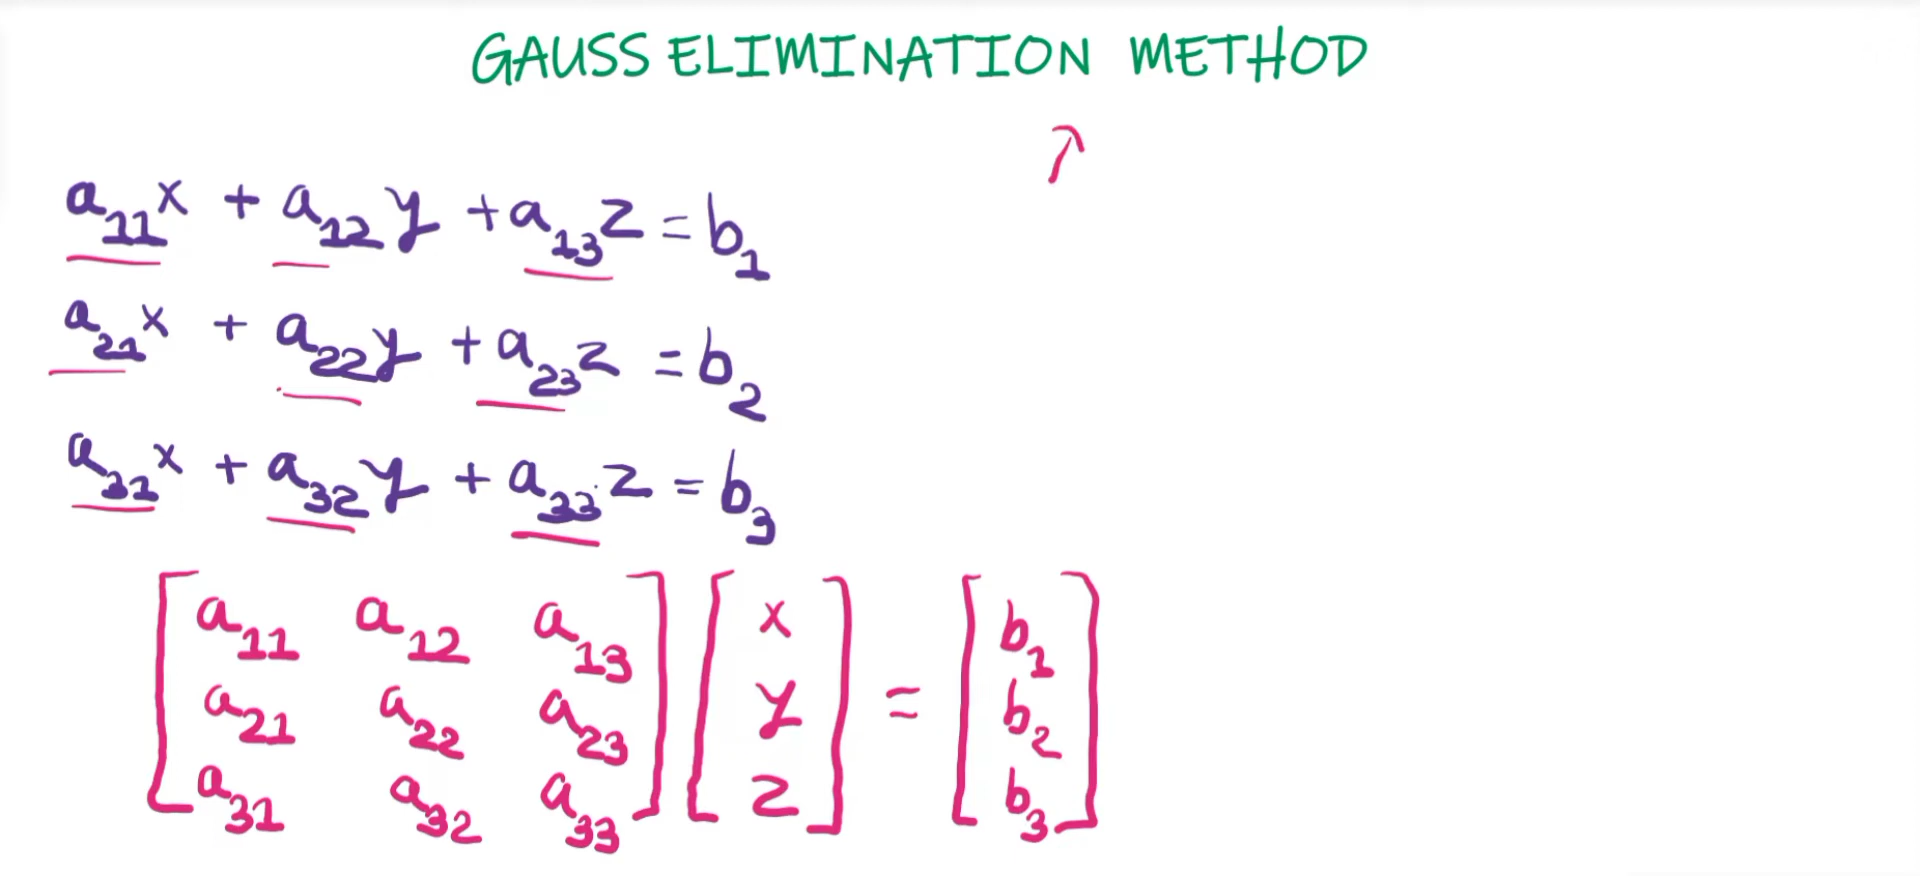 GAUSS ELIMINATION METHOD
a₁₁x + a₁₂y + a₁₃z = b₁
a₂₁x + a₂₂y + a₂₃z = b₂
a₃₁x + a₃₂y + a₃₃z = b₃
[a₁₁ a₁₂ a₁₃] [x] = [b₁]
[a₂₁ a₂₂ a₂₃] [y] [b₂]
[a₃₁ a₃₂ a₃₃] [z] [b₃]